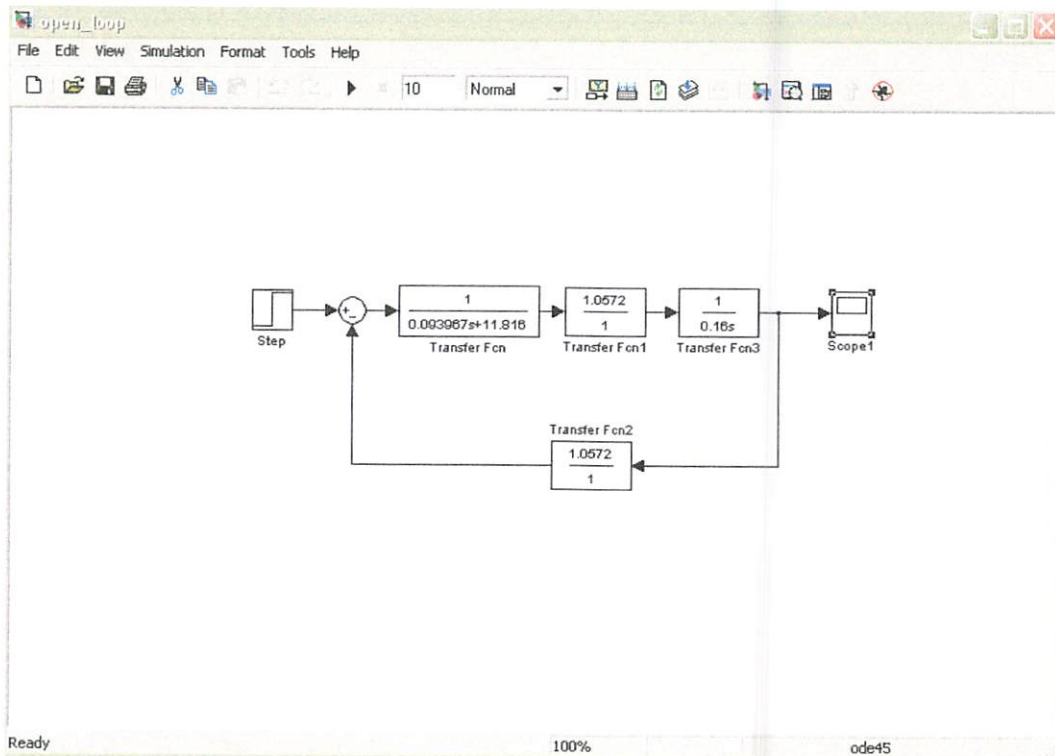 open_loop
File Edit View Simulation Format Tools Help
10 Normal
1
0.093967s+11.816
Transfer Fcn
1.0572
1
Transfer Fcn1
1
0.16s
Transfer Fcn3
Step
+-
Scope1
Transfer Fcn2
1.0572
1
Ready 100% ode45